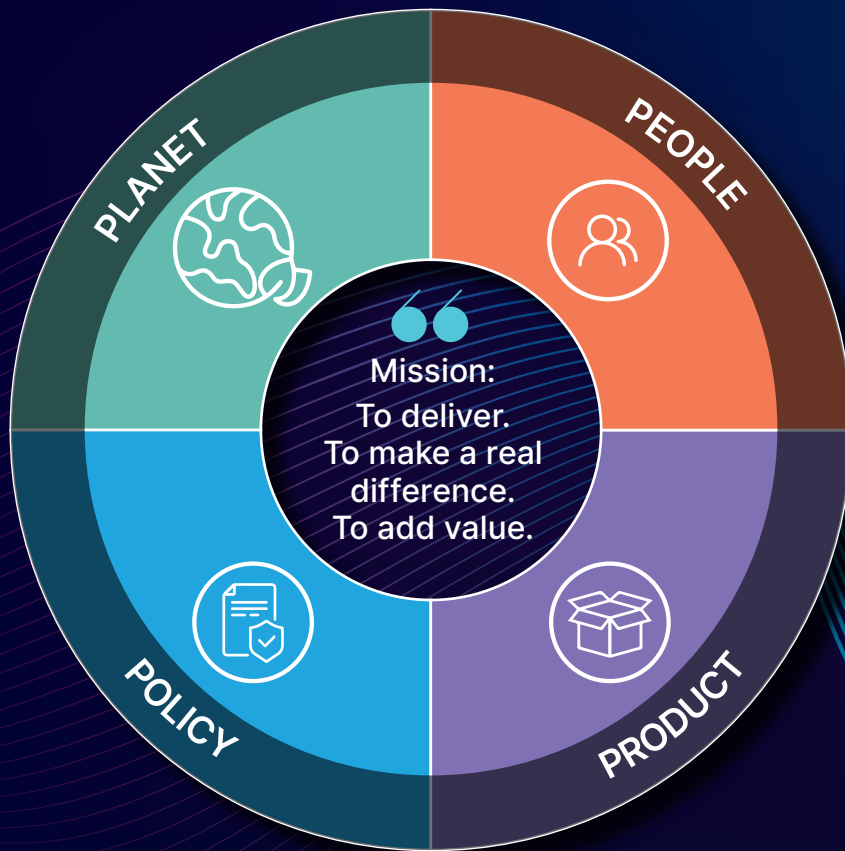 PLANET
PEOPLE
Mission:
To deliver.
To make a real
difference.
To add value.
POLICY
PRODUCT